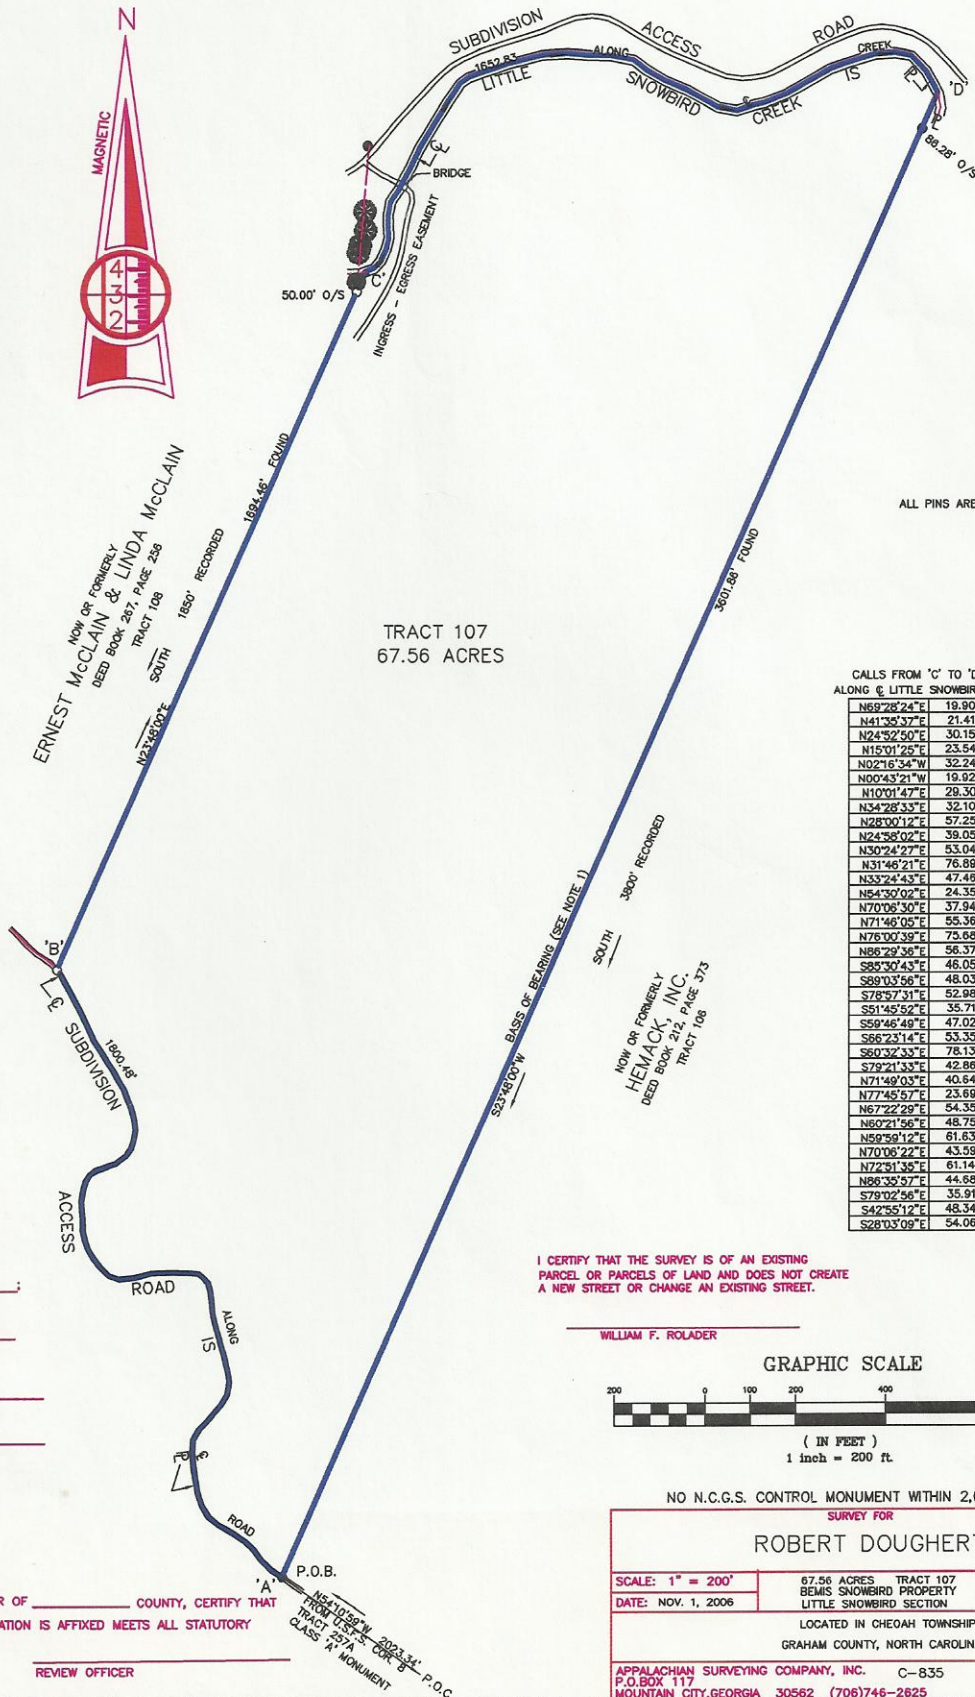 N
MAGNETIC
4
3
2
SUBDIVISION ACCESS ROAD
1652.83
ALONG
CREEK
LITTLE SNOWBIRD CREEK IS
'D'
86.28' O/S
BRIDGE
'C'
50.00' O/S
INGRESS - EGRESS EASEMENT
NOW OR FORMERLY
ERNEST McCLAIN & LINDA McCLAIN
DEED BOOK 267, PAGE 256
TRACT 108
SOUTH 1850' RECORDED
N23°48'00"E 1694.46' FOUND
ALL PINS ARE
TRACT 107
67.56 ACRES
3601.86' FOUND
3800' RECORDED
SOUTH
BASIS OF BEARING (SEE NOTE 1)
S23°48'00"W
NOW OR FORMERLY
HEMACK, INC.
DEED BOOK 212, PAGE 373
TRACT 106
CALLS FROM 'C' TO 'D
ALONG ℄ LITTLE SNOWBIR
N69°28'24"E 19.90
N41°35'37"E 21.41
N24°52'50"E 30.15
N15°01'25"E 23.54
N02°16'34"W 32.24
N00°43'21"W 19.92
N10°01'47"E 29.30
N34°28'33"E 32.10
N28°00'12"E 57.25
N24°58'02"E 39.05
N30°24'27"E 53.04
N31°46'21"E 76.89
N33°24'43"E 47.46
N54°30'02"E 24.35
N70°06'30"E 37.94
N71°46'05"E 55.36
N76°00'39"E 75.68
N86°29'36"E 56.37
S85°30'43"E 46.05
S89°03'56"E 48.03
S78°57'31"E 52.98
S51°45'52"E 35.71
S59°46'49"E 47.02
S66°23'14"E 53.35
S60°32'33"E 78.13
S79°21'33"E 42.86
N71°49'03"E 40.64
N77°45'57"E 23.69
N67°22'29"E 54.35
N60°21'56"E 48.75
N59°59'12"E 61.63
N70°06'22"E 43.59
N72°51'35"E 61.14
N86°35'57"E 44.68
S79°02'56"E 35.91
S42°55'12"E 48.34
S28°03'09"E 54.06
'B'
℄
SUBDIVISION
1800.48'
ACCESS
ROAD
ALONG
IS
℄
ROAD
P.O.B.
'A'
N54°10'59"W 2023.34' P.O.C
FROM U.S.F.S. COR. 8
TRACT 257A
CLASS 'A' MONUMENT
I CERTIFY THAT THE SURVEY IS OF AN EXISTING
PARCEL OR PARCELS OF LAND AND DOES NOT CREATE
A NEW STREET OR CHANGE AN EXISTING STREET.
WILLIAM F. ROLADER
GRAPHIC SCALE
200 0 100 200 400
( IN FEET )
1 inch = 200 ft.
NO N.C.G.S. CONTROL MONUMENT WITHIN 2,
SURVEY FOR
ROBERT DOUGHERT
SCALE: 1" = 200'
DATE: NOV. 1, 2006
67.56 ACRES TRACT 107
BEMIS SNOWBIRD PROPERTY
LITTLE SNOWBIRD SECTION
LOCATED IN CHEOAH TOWNSHIP
GRAHAM COUNTY, NORTH CAROLIN
APPALACHIAN SURVEYING COMPANY, INC. C-835
P.O.BOX 117
MOUNTAIN CITY,GEORGIA 30562 (706)746-2625
R OF ____ COUNTY, CERTIFY THAT
ATION IS AFFIXED MEETS ALL STATUTORY
REVIEW OFFICER